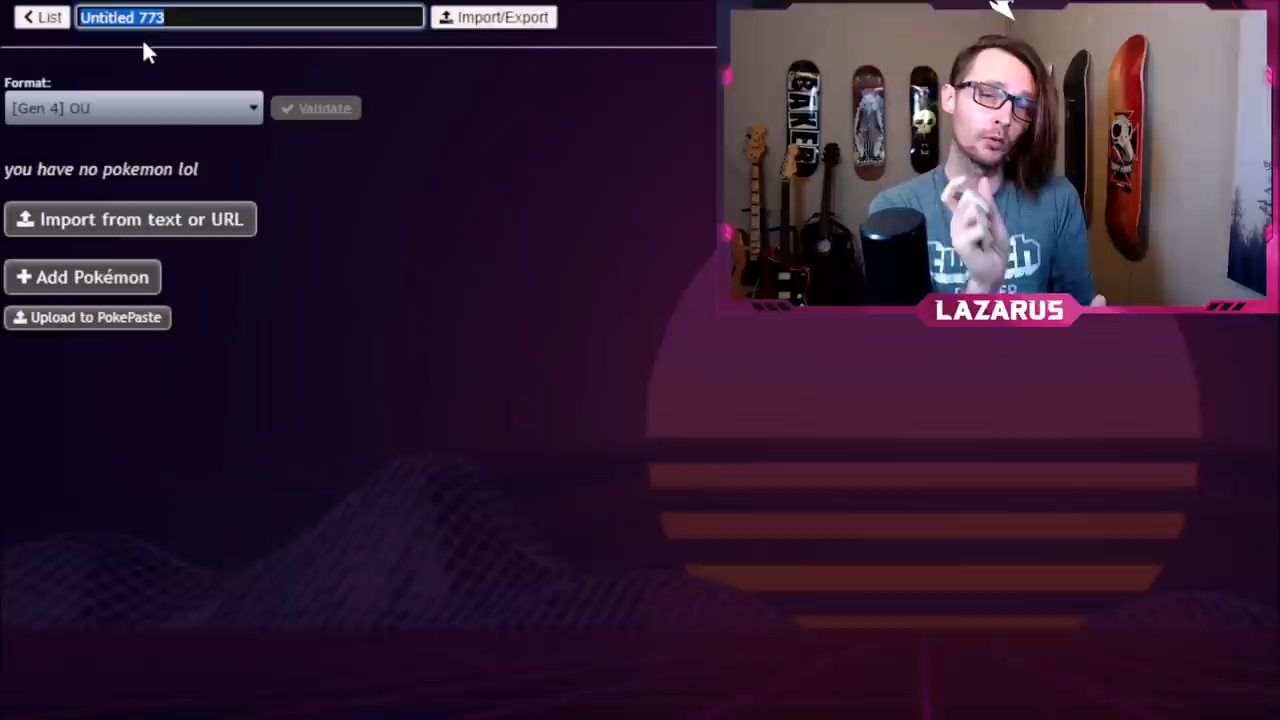 List
Untitled 773
Import/Export
Format:
[Gen 4] OU
Validate
you have no pokemon lol
Import from text or URL
Add Pokémon
Upload to PokePaste
BAKER
LAZARUS